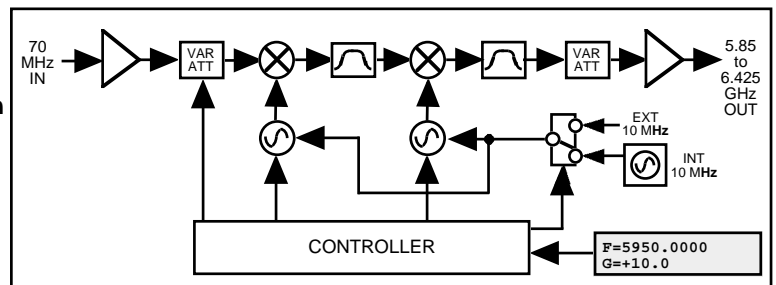 70
MHz
IN
VAR
ATT
VAR
ATT
5.85
to
6.425
GHz
OUT
EXT
10 MHz
INT
10 MHz
CONTROLLER
F=5950.0000
G=+10.0